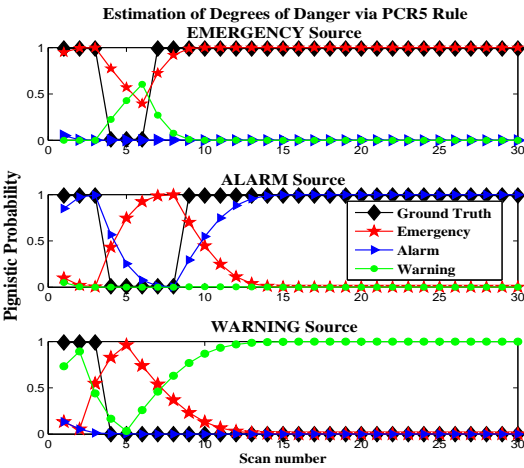 Estimation of Degrees of Danger via PCR5 Rule
EMERGENCY Source
1
0.5
0
0 5 10 15 20 25 30
ALARM Source
1
0.5
0
0 5 10 15 20 25 30
Ground Truth
Emergency
Alarm
Warning
Pignistic Probability
WARNING Source
1
0.5
0
0 5 10 15 20 25 30
Scan number